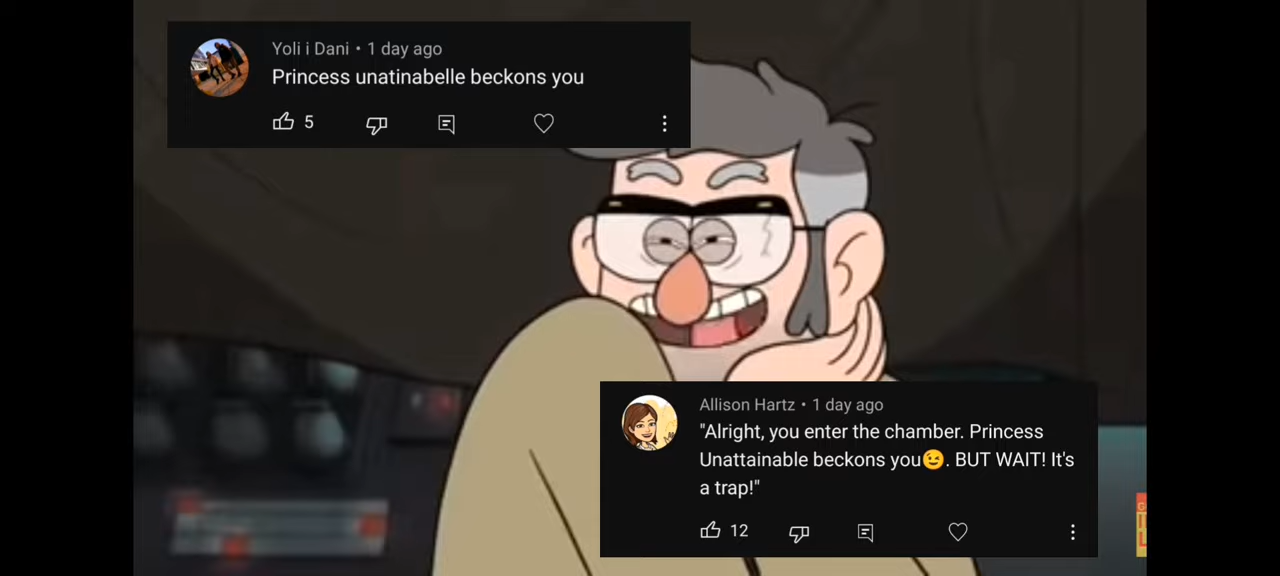 Yoli i Dani • 1 day ago
Princess unatinabelle beckons you
5
Allison Hartz • 1 day ago
"Alright, you enter the chamber. Princess
Unattainable beckons you😉. BUT WAIT! It's
a trap!"
12